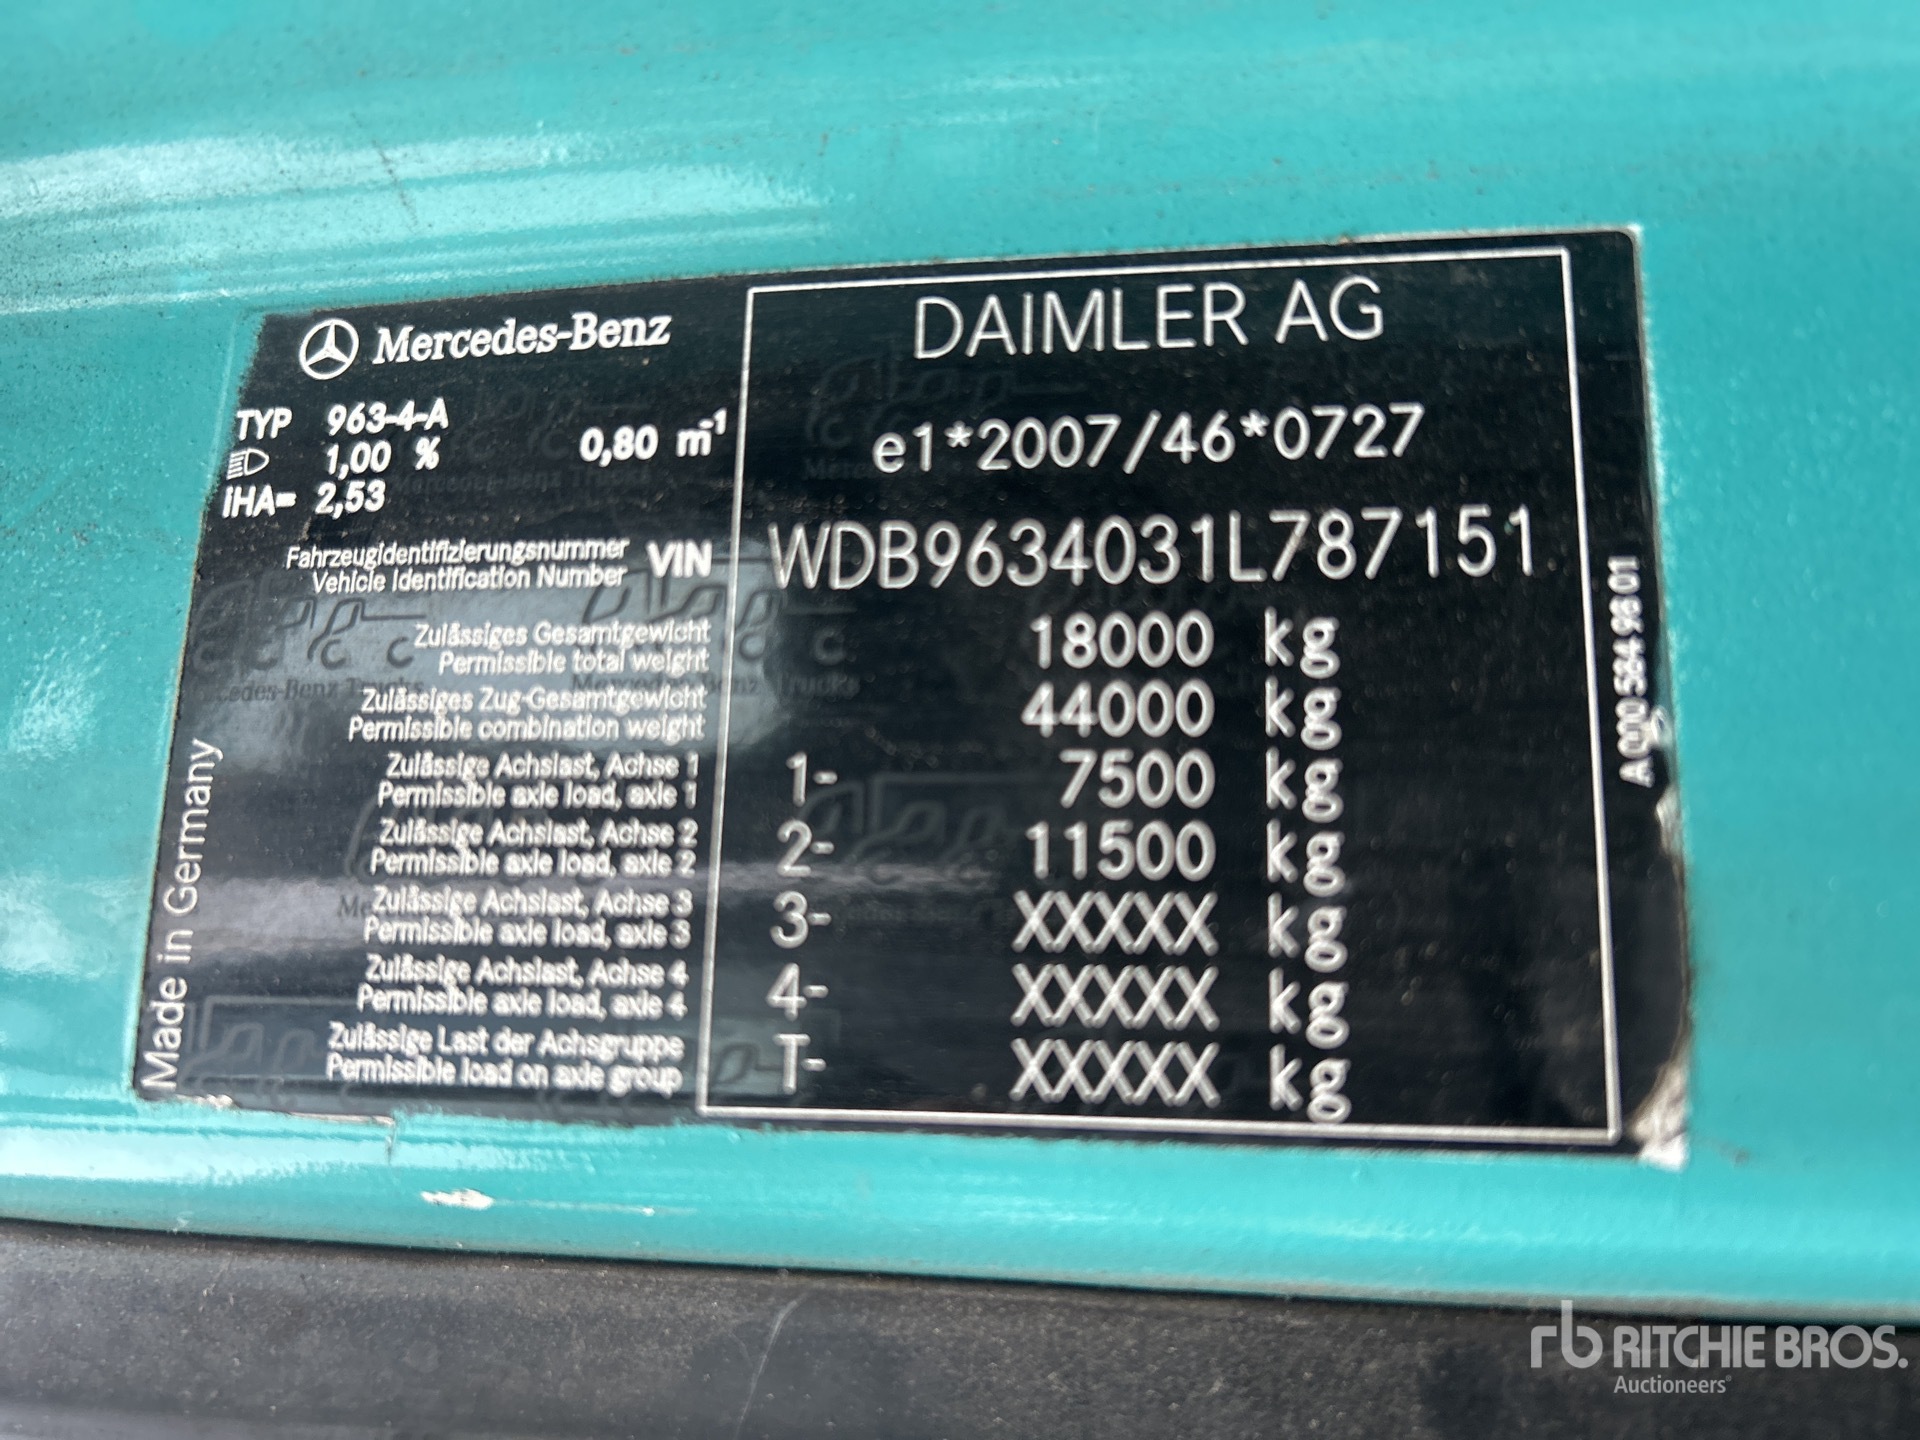 Mercedes-Benz
TYP 963-4-A
1,00 % 0,80 m⁻¹
iHA= 2,53
DAIMLER AG
e1*2007/46*0727
Fahrzeugidentifizierungsnummer
Vehicle Identification Number
VIN WDB9634031L787151
Zulässiges Gesamtgewicht
Permissible total weight
18000 kg
Zulässiges Zug-Gesamtgewicht
Permissible combination weight
44000 kg
Zulässige Achslast, Achse 1
Permissible axle load, axle 1
1- 7500 kg
Zulässige Achslast, Achse 2
Permissible axle load, axle 2
2- 11500 kg
Zulässige Achslast, Achse 3
Permissible axle load, axle 3
3- XXXXX kg
Zulässige Achslast, Achse 4
Permissible axle load, axle 4
4- XXXXX kg
Zulässige Last der Achsgruppe
Permissible load on axle group
T- XXXXX kg
Made in Germany
A 000 584 98 01
rb RITCHIE BROS.
Auctioneers